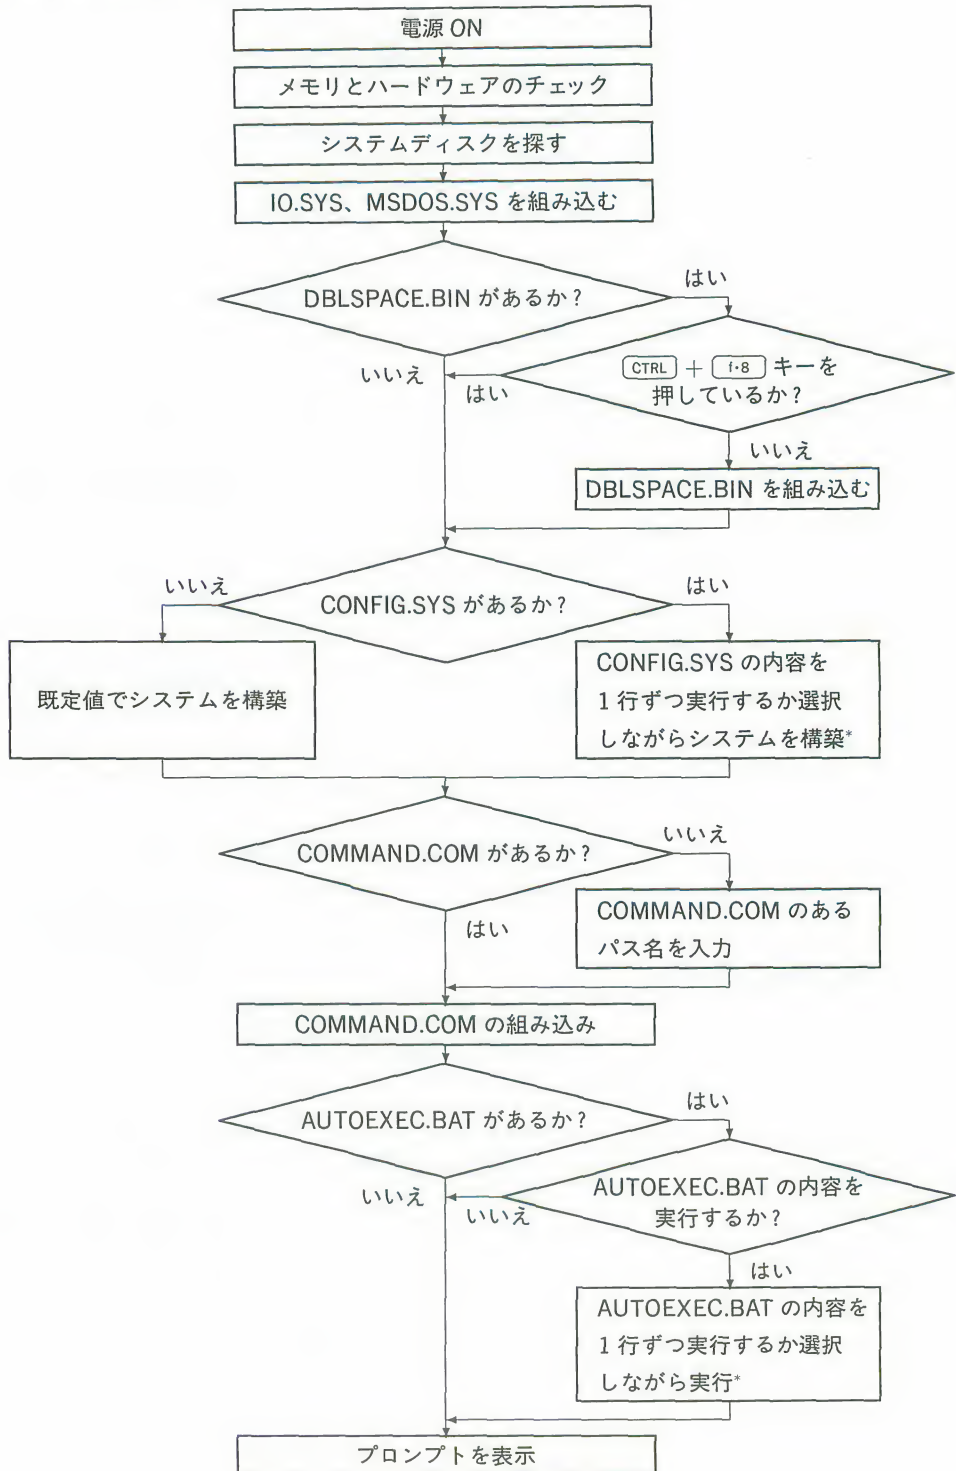 電源 ON
メモリとハードウェアのチェック
システムディスクを探す
IO.SYS、MSDOS.SYS を組み込む
DBLSPACE.BIN があるか?
はい
いいえ
CTRL + f·8 キーを
押しているか?
はい
いいえ
DBLSPACE.BIN を組み込む
CONFIG.SYS があるか?
いいえ
はい
既定値でシステムを構築
CONFIG.SYS の内容を
1 行ずつ実行するか選択
しながらシステムを構築*
COMMAND.COM があるか?
いいえ
はい
COMMAND.COM のある
パス名を入力
COMMAND.COM の組み込み
AUTOEXEC.BAT があるか?
はい
いいえ
AUTOEXEC.BAT の内容を
実行するか?
いいえ
はい
AUTOEXEC.BAT の内容を
1 行ずつ実行するか選択
しながら実行*
プロンプトを表示